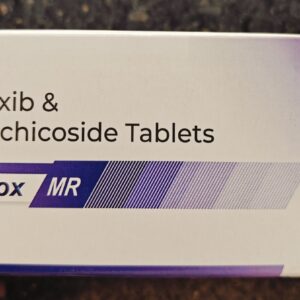 xib &
chicoside Tablets
ox MR